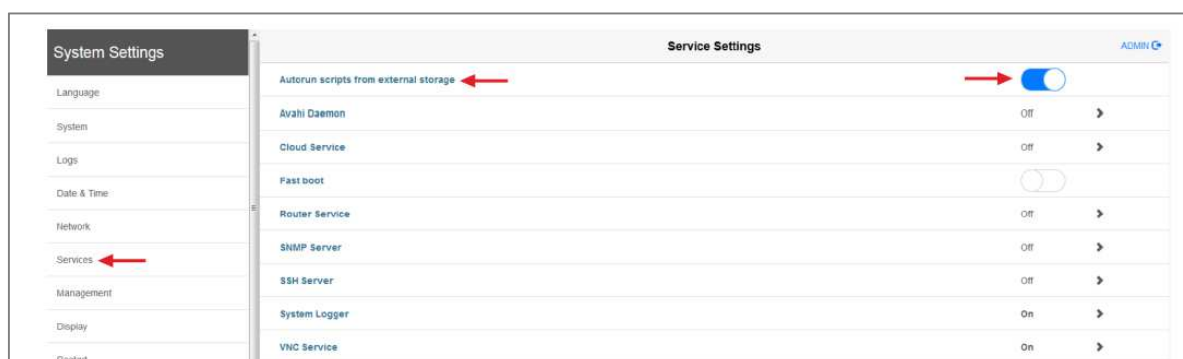 System Settings
Service Settings
ADMIN
Language
System
Logs
Date & Time
Network
Services
Management
Display
Restart
Autorun scripts from external storage
Avahi Daemon Off
Cloud Service Off
Fast boot
Router Service Off
SNMP Server Off
SSH Server Off
System Logger On
VNC Service On